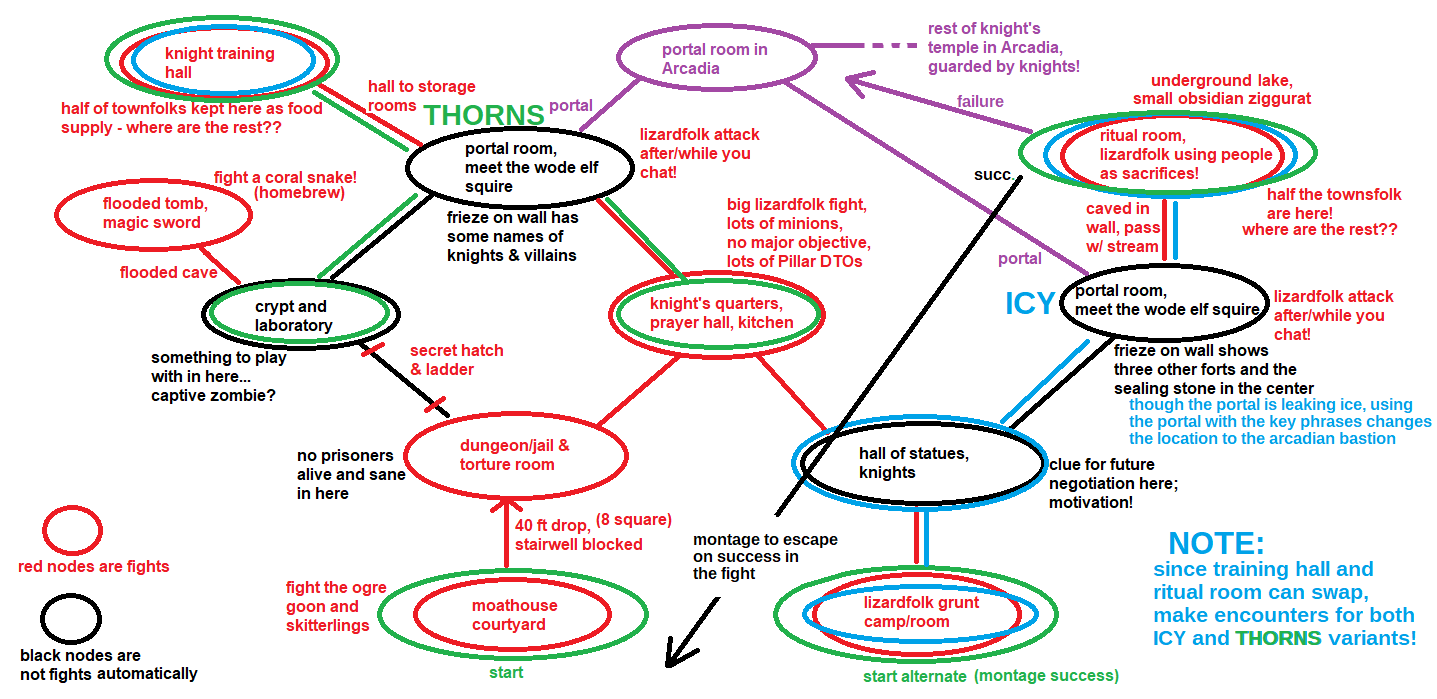 knight training
hall
half of townfolks kept here as food
supply - where are the rest??
hall to storage
rooms
THORNS
portal
portal room in
Arcadia
rest of knight's
temple in Arcadia,
guarded by knights!
failure
underground lake,
small obsidian ziggurat
ritual room,
lizardfolk using people
as sacrifices!
succ.
half the townsfolk
are here!
where are the rest??
caved in
wall, pass
w/ stream
portal room,
meet the wode elf
squire
lizardfolk attack
after/while you
chat!
frieze on wall has
some names of
knights & villains
fight a coral snake!
(homebrew)
flooded tomb,
magic sword
flooded cave
crypt and
laboratory
something to play
with in here...
captive zombie?
secret hatch
& ladder
big lizardfolk fight,
lots of minions,
no major objective,
lots of Pillar DTOs
knight's quarters,
prayer hall, kitchen
portal
ICY
portal room,
meet the wode elf squire
lizardfolk attack
after/while you
chat!
frieze on wall shows
three other forts and the
sealing stone in the center
though the portal is leaking ice, using
the portal with the key phrases changes
the location to the arcadian bastion
no prisoners
alive and sane
in here
dungeon/jail &
torture room
hall of statues,
knights
clue for future
negotiation here;
motivation!
40 ft drop, (8 square)
stairwell blocked
montage to escape
on success in
the fight
red nodes are fights
black nodes are
not fights automatically
fight the ogre
goon and
skitterlings
moathouse
courtyard
start
lizardfolk grunt
camp/room
start alternate (montage success)
NOTE:
since training hall and
ritual room can swap,
make encounters for both
ICY and THORNS variants!